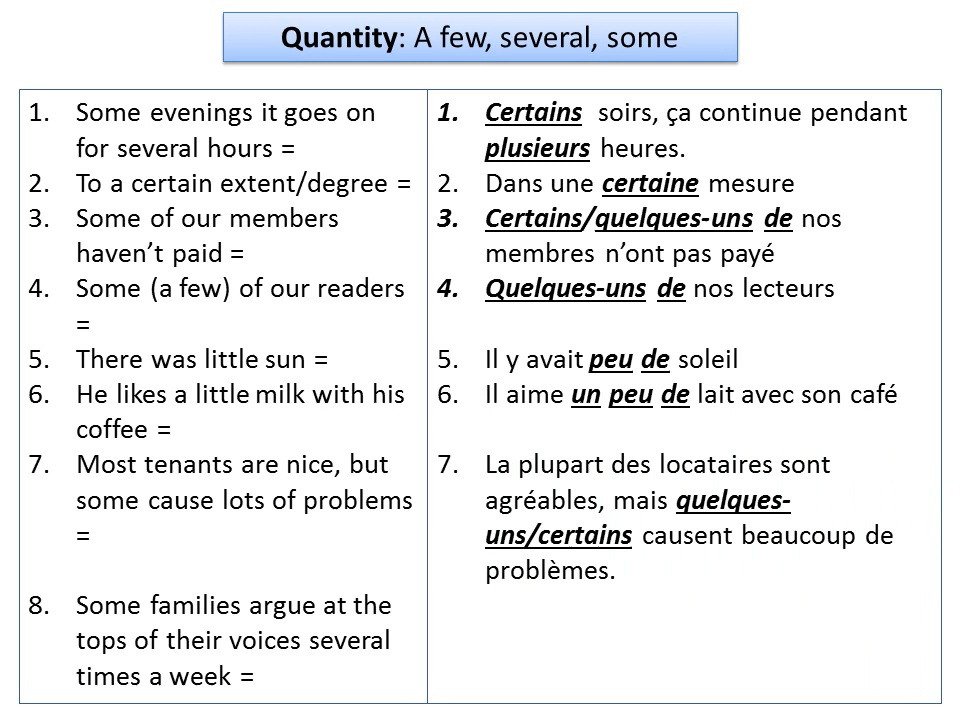 Quantity: A few, several, some
1. Some evenings it goes on
for several hours =
2. To a certain extent/degree =
3. Some of our members
haven’t paid =
4. Some (a few) of our readers
=
5. There was little sun =
6. He likes a little milk with his
coffee =
7. Most tenants are nice, but
some cause lots of problems
=
8. Some families argue at the
tops of their voices several
times a week =
1. Certains soirs, ça continue pendant
plusieurs heures.
2. Dans une certaine mesure
3. Certains/quelques-uns de nos
membres n’ont pas payé
4. Quelques-uns de nos lecteurs
5. Il y avait peu de soleil
6. Il aime un peu de lait avec son café
7. La plupart des locataires sont
agréables, mais quelques-
uns/certains causent beaucoup de
problèmes.